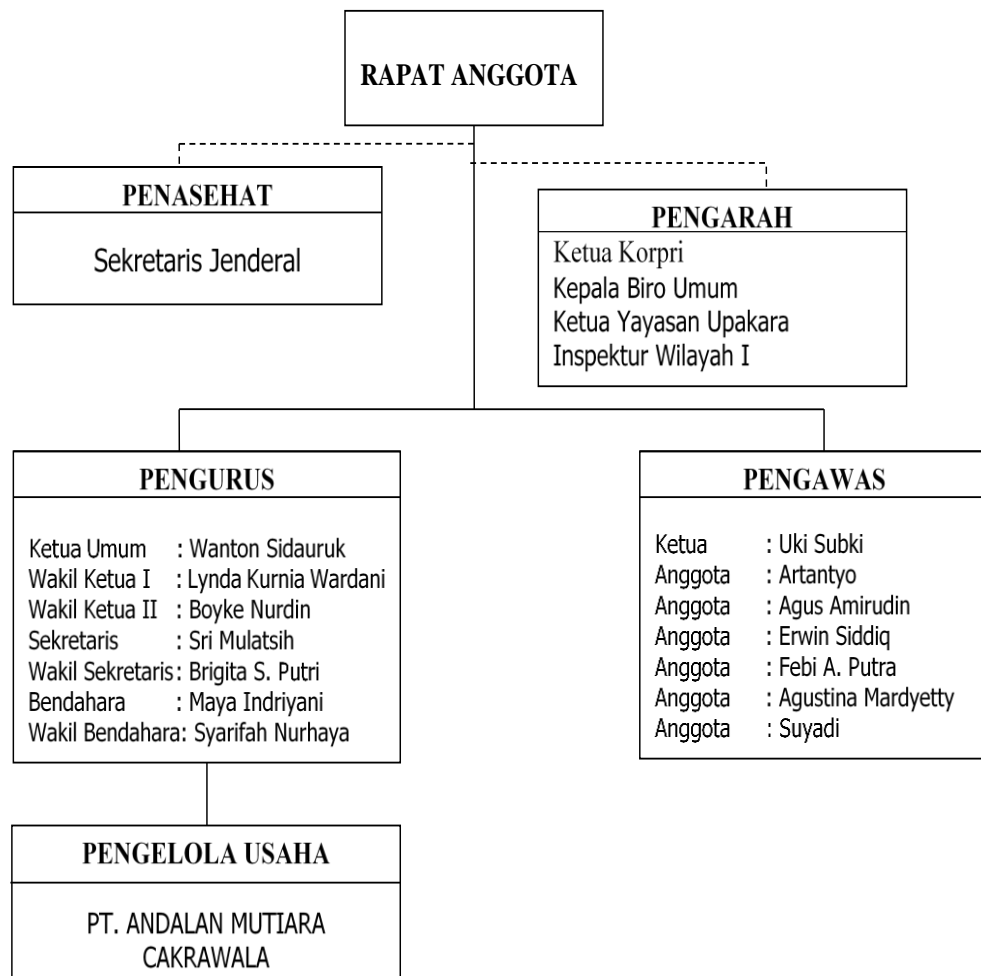 RAPAT ANGGOTA
PENASEHAT
Sekretaris Jenderal
PENGARAH
Ketua Korpri
Kepala Biro Umum
Ketua Yayasan Upakara
Inspektur Wilayah I
PENGURUS
Ketua Umum : Wanton Sidauruk
Wakil Ketua I : Lynda Kurnia Wardani
Wakil Ketua II : Boyke Nurdin
Sekretaris : Sri Mulatsih
Wakil Sekretaris: Brigita S. Putri
Bendahara : Maya Indriyani
Wakil Bendahara: Syarifah Nurhaya
PENGAWAS
Ketua : Uki Subki
Anggota : Artantyo
Anggota : Agus Amirudin
Anggota : Erwin Siddiq
Anggota : Febi A. Putra
Anggota : Agustina Mardyetty
Anggota : Suyadi
PENGELOLA USAHA
PT. ANDALAN MUTIARA
CAKRAWALA